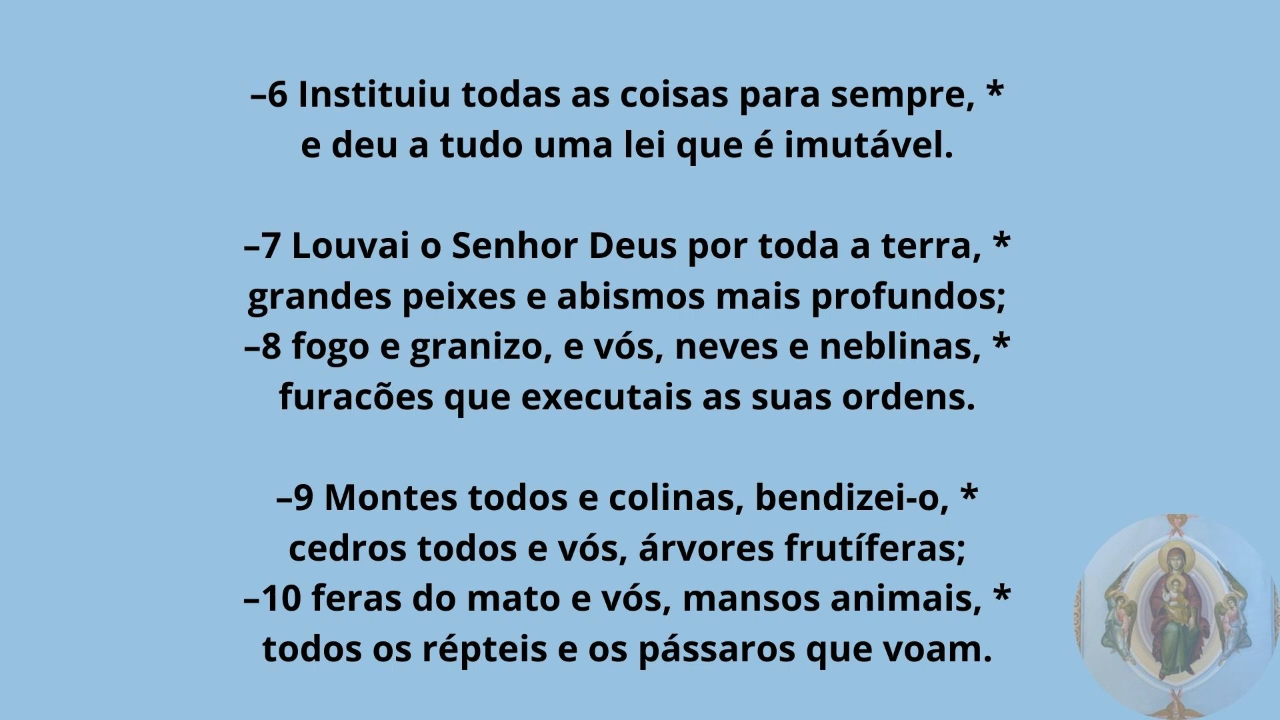 –6 Instituiu todas as coisas para sempre, *
e deu a tudo uma lei que é imutável.
–7 Louvai o Senhor Deus por toda a terra, *
grandes peixes e abismos mais profundos;
–8 fogo e granizo, e vós, neves e neblinas, *
furacões que executais as suas ordens.
–9 Montes todos e colinas, bendizei-o, *
cedros todos e vós, árvores frutíferas;
–10 feras do mato e vós, mansos animais, *
todos os répteis e os pássaros que voam.